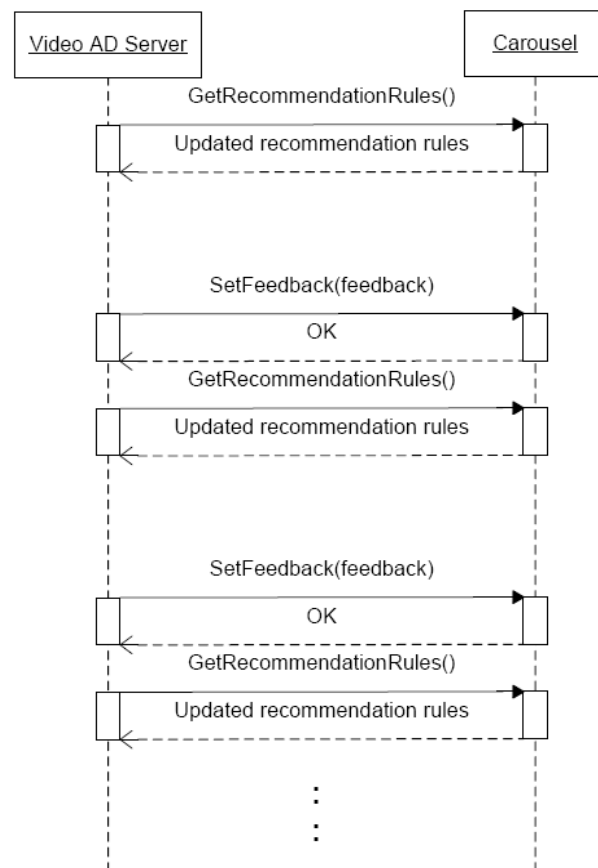 Video AD Server
Carousel
GetRecommendationRules()
Updated recommendation rules
SetFeedback(feedback)
OK
GetRecommendationRules()
Updated recommendation rules
SetFeedback(feedback)
OK
GetRecommendationRules()
Updated recommendation rules